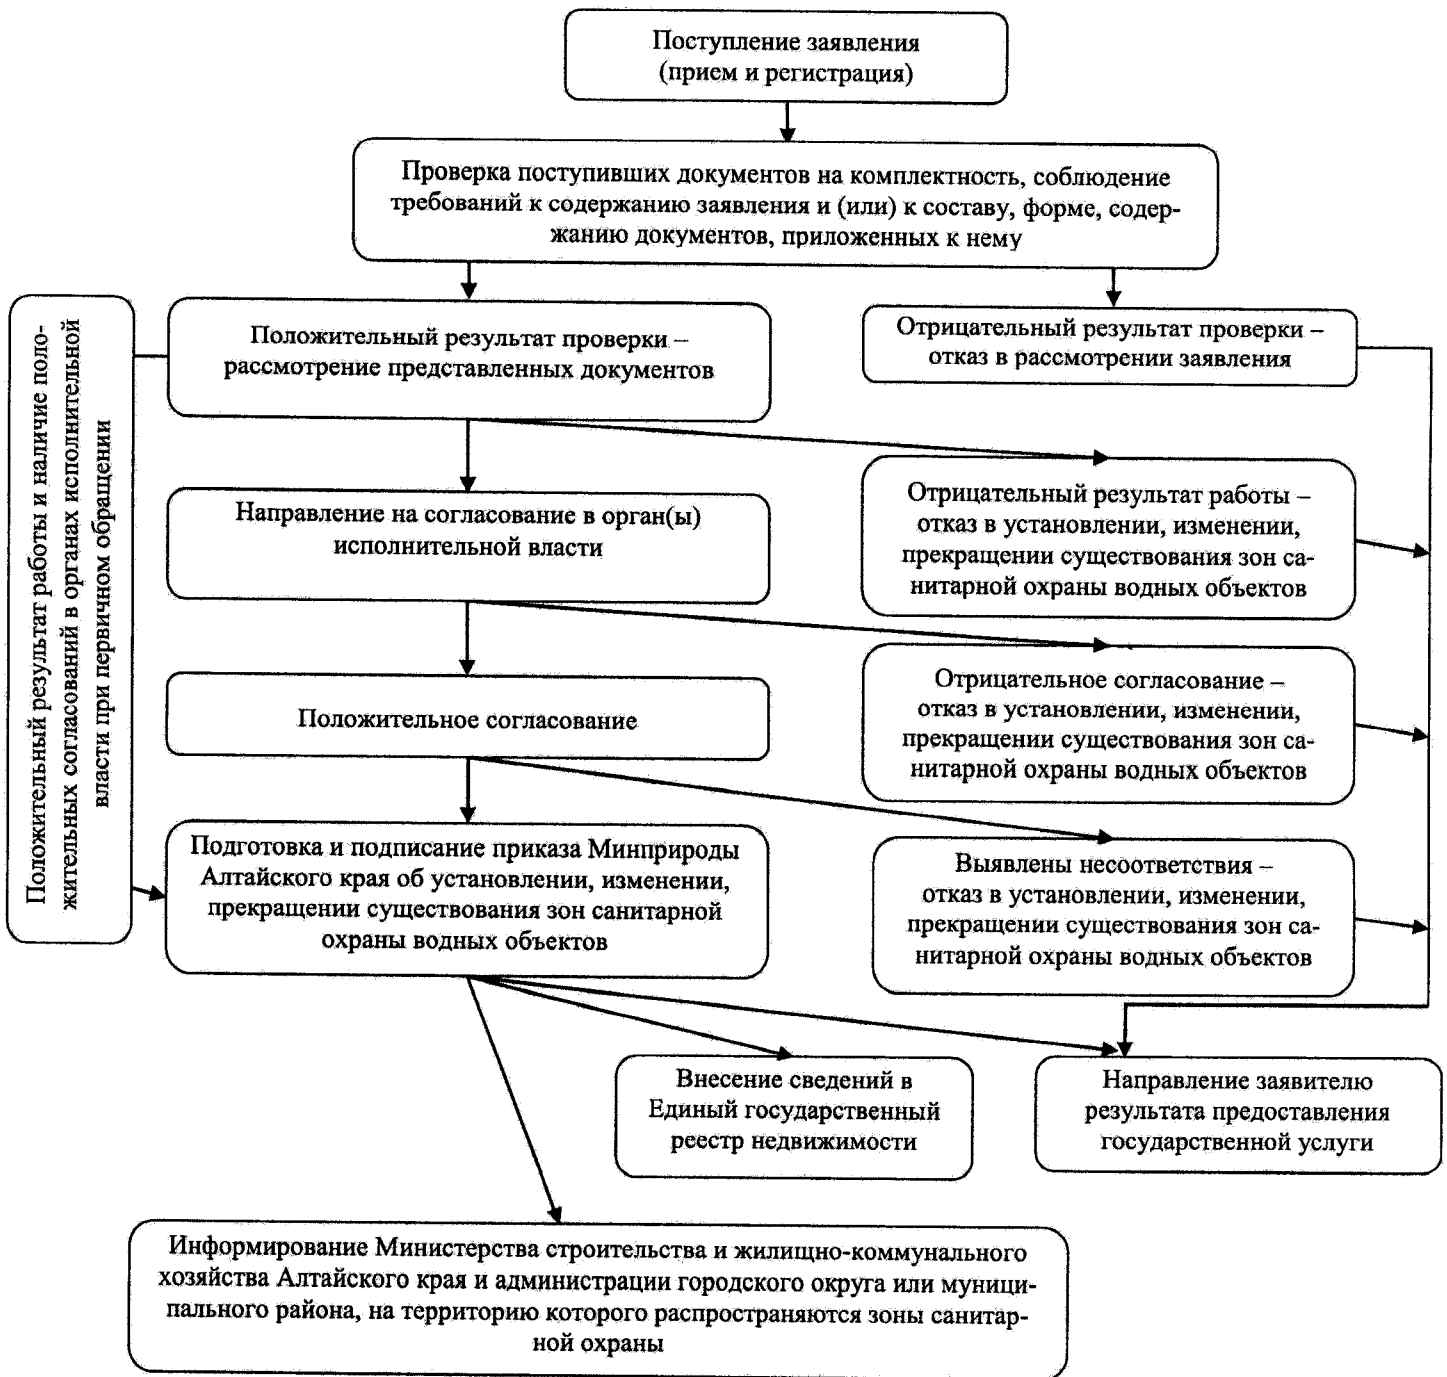 Поступление заявления
(прием и регистрация)
Проверка поступивших документов на комплектность, соблюдение
требований к содержанию заявления и (или) к составу, форме, содер-
жанию документов, приложенных к нему
Положительный результат работы и наличие поло-
жительных согласований в органах исполнительной
власти при первичном обращении
Положительный результат проверки –
рассмотрение представленных документов
Отрицательный результат проверки –
отказ в рассмотрении заявления
Направление на согласование в орган(ы)
исполнительной власти
Отрицательный результат работы –
отказ в установлении, изменении,
прекращении существования зон са-
нитарной охраны водных объектов
Положительное согласование
Отрицательное согласование –
отказ в установлении, изменении,
прекращении существования зон са-
нитарной охраны водных объектов
Подготовка и подписание приказа Минприроды
Алтайского края об установлении, изменении,
прекращении существования зон санитарной
охраны водных объектов
Выявлены несоответствия –
отказ в установлении, изменении,
прекращении существования зон са-
нитарной охраны водных объектов
Внесение сведений в
Единый государственный
реестр недвижимости
Направление заявителю
результата предоставления
государственной услуги
Информирование Министерства строительства и жилищно-коммунального
хозяйства Алтайского края и администрации городского округа или муници-
пального района, на территорию которого распространяются зоны санитар-
ной охраны